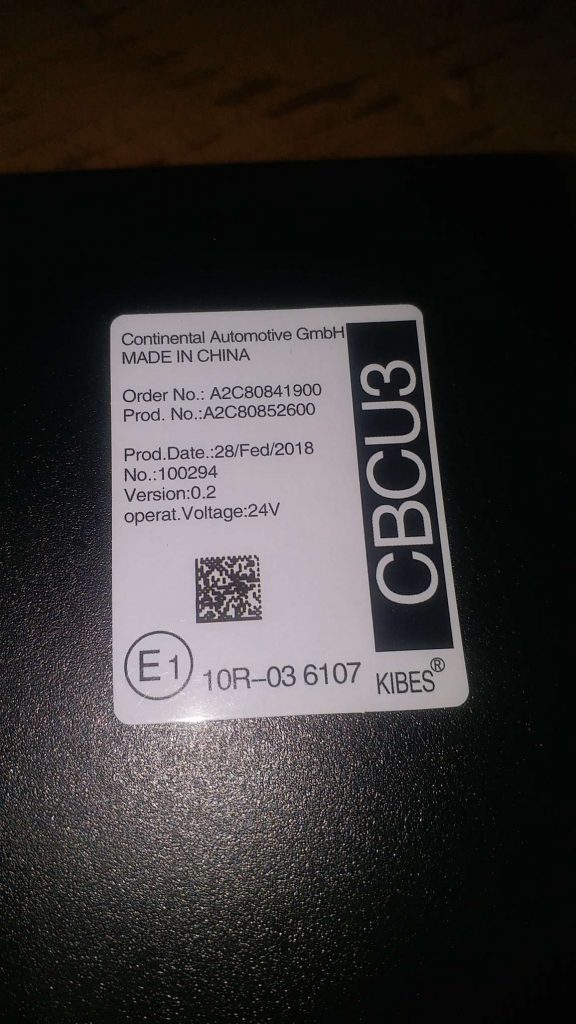 Continental Automotive GmbH
MADE IN CHINA
Order No.: A2C80841900
Prod. No.:A2C80852600
Prod.Date.:28/Fed/2018
No.:100294
Version:0.2
operat.Voltage:24V
CBCU3
E1
10R-03 6107
KIBES®